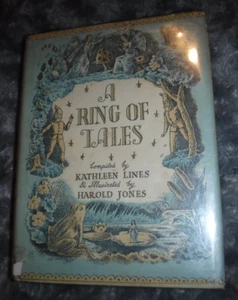 A
RING OF
TALES
Compiled by
KATHLEEN LINES
& Illustrated by
HAROLD JONES